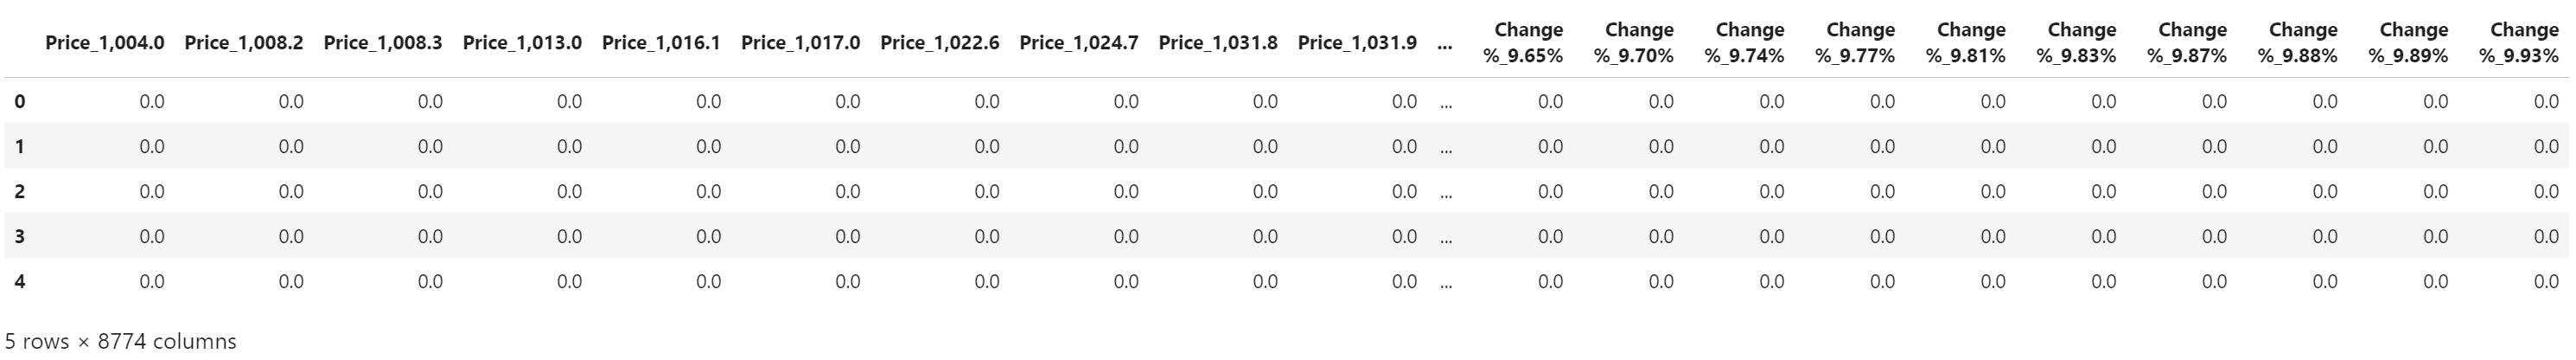 Price_1,004.0 Price_1,008.2 Price_1,008.3 Price_1,013.0 Price_1,016.1 Price_1,017.0 Price_1,022.6 Price_1,024.7 Price_1,031.8 Price_1,031.9 ... Change %_9.65% Change %_9.70% Change %_9.74% Change %_9.77% Change %_9.81% Change %_9.83% Change %_9.87% Change %_9.88% Change %_9.89% Change %_9.93%
0 0.0 0.0 0.0 0.0 0.0 0.0 0.0 0.0 0.0 0.0 ... 0.0 0.0 0.0 0.0 0.0 0.0 0.0 0.0 0.0 0.0
1 0.0 0.0 0.0 0.0 0.0 0.0 0.0 0.0 0.0 0.0 ... 0.0 0.0 0.0 0.0 0.0 0.0 0.0 0.0 0.0 0.0
2 0.0 0.0 0.0 0.0 0.0 0.0 0.0 0.0 0.0 0.0 ... 0.0 0.0 0.0 0.0 0.0 0.0 0.0 0.0 0.0 0.0
3 0.0 0.0 0.0 0.0 0.0 0.0 0.0 0.0 0.0 0.0 ... 0.0 0.0 0.0 0.0 0.0 0.0 0.0 0.0 0.0 0.0
4 0.0 0.0 0.0 0.0 0.0 0.0 0.0 0.0 0.0 0.0 ... 0.0 0.0 0.0 0.0 0.0 0.0 0.0 0.0 0.0 0.0
5 rows × 8774 columns